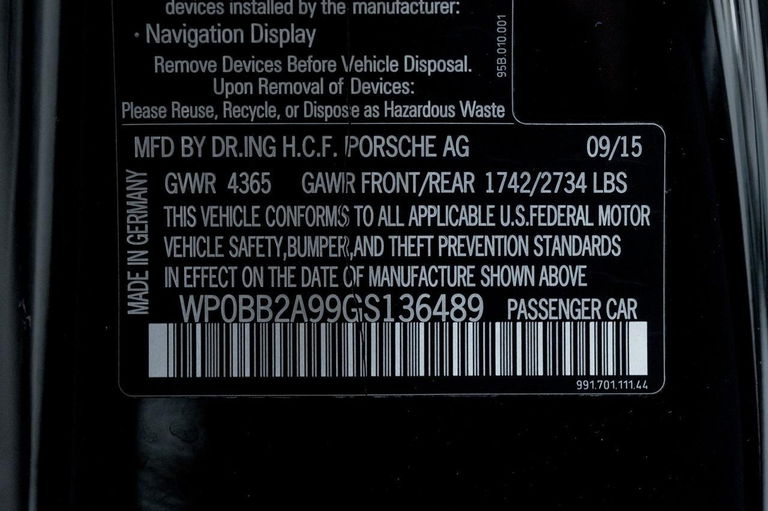 devices installed by the manufacturer:
· Navigation Display
Remove Devices Before Vehicle Disposal.
Upon Removal of Devices:
Please Reuse, Recycle, or Dispose as Hazardous Waste
95B.010.001
MFD BY DR.ING H.C.F. PORSCHE AG 09/15
GVWR 4365 GAWR FRONT/REAR 1742/2734 LBS
THIS VEHICLE CONFORMS TO ALL APPLICABLE U.S.FEDERAL MOTOR
VEHICLE SAFETY,BUMPER,AND THEFT PREVENTION STANDARDS
IN EFFECT ON THE DATE OF MANUFACTURE SHOWN ABOVE
MADE IN GERMANY
WP0BB2A99GS136489 PASSENGER CAR
991.701.111.44